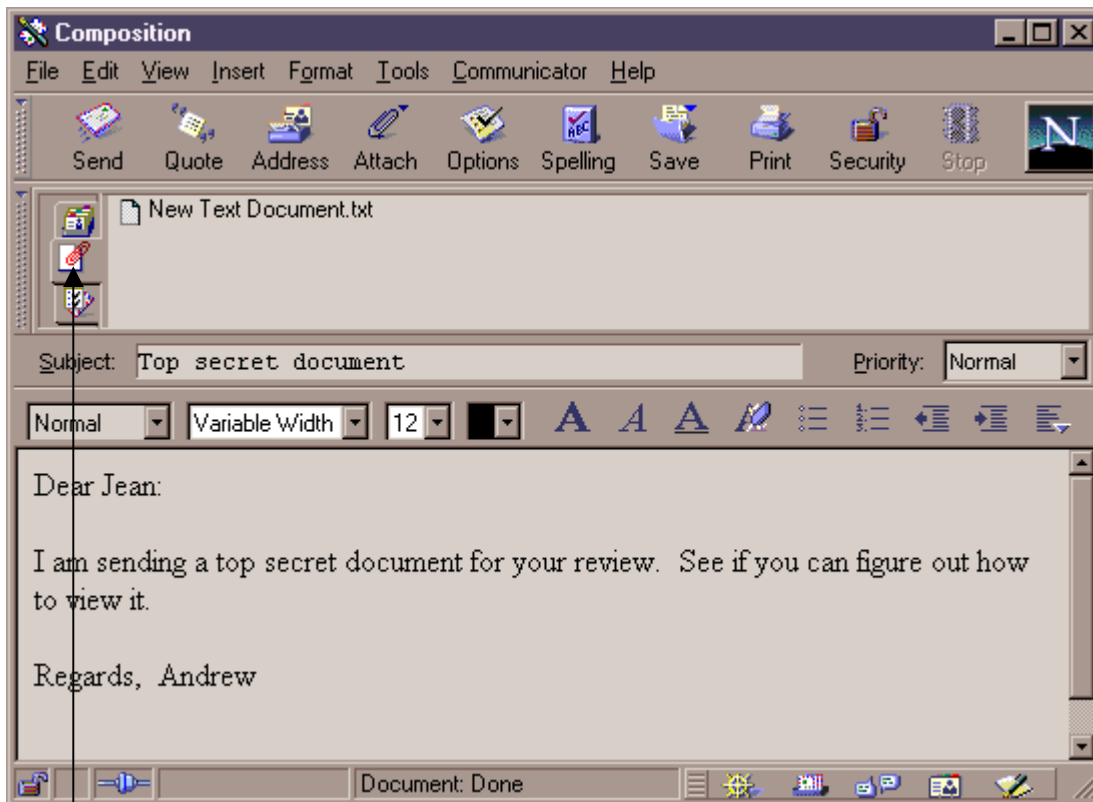 Composition
File Edit View Insert Format Tools Communicator Help
Send Quote Address Attach Options Spelling Save Print Security Stop
N
New Text Document.txt
Subject: Top secret document Priority: Normal
Normal Variable Width 12 A A A
Dear Jean:
I am sending a top secret document for your review. See if you can figure out how
to view it.
Regards, Andrew
Document: Done